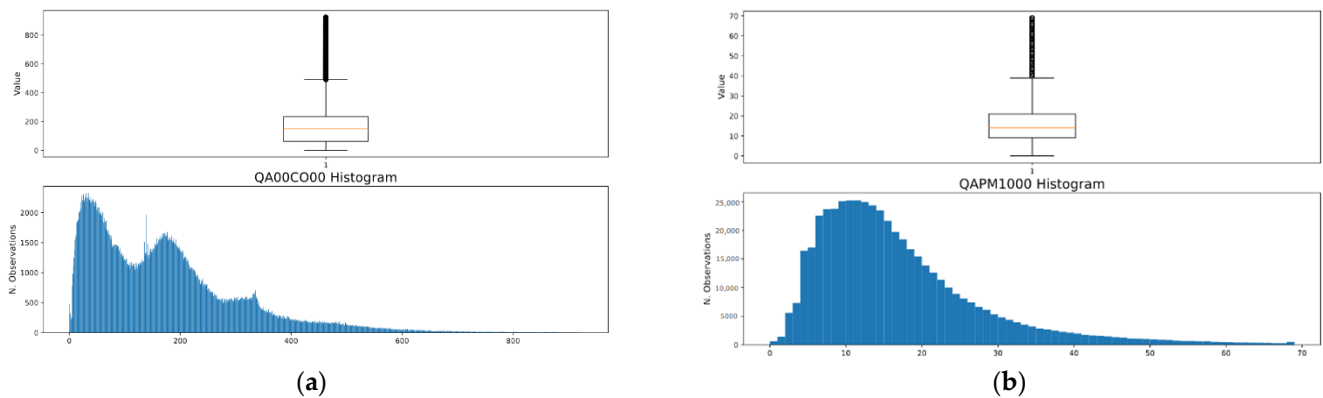 800
600
400
200
0
Value
1
QA00CO00 Histogram
2000
1500
1000
500
0
N. Observations
0 200 400 600 800
(a)
70
60
50
40
30
20
10
0
Value
1
QAPM1000 Histogram
25,000
20,000
15,000
10,000
5000
0
N. Observations
0 10 20 30 40 50 60 70
(b)